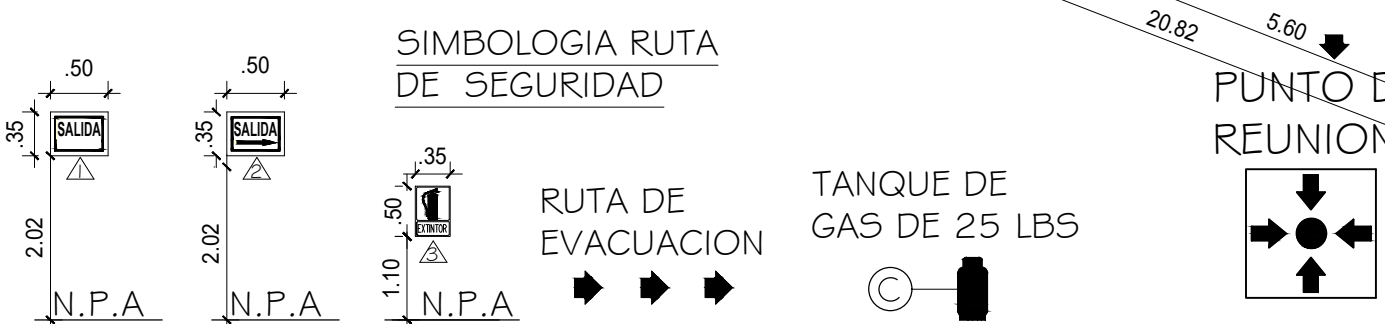 SIMBOLOGIA RUTA
DE SEGURIDAD
.50
.35
SALIDA
1
2.02
N.P.A
.50
.35
SALIDA
2
2.02
N.P.A
.35
.50
EXTINTOR
3
1.10
N.P.A
RUTA DE
EVACUACION
TANQUE DE
GAS DE 25 LBS
C
20.82
5.60
PUNTO D
REUNION